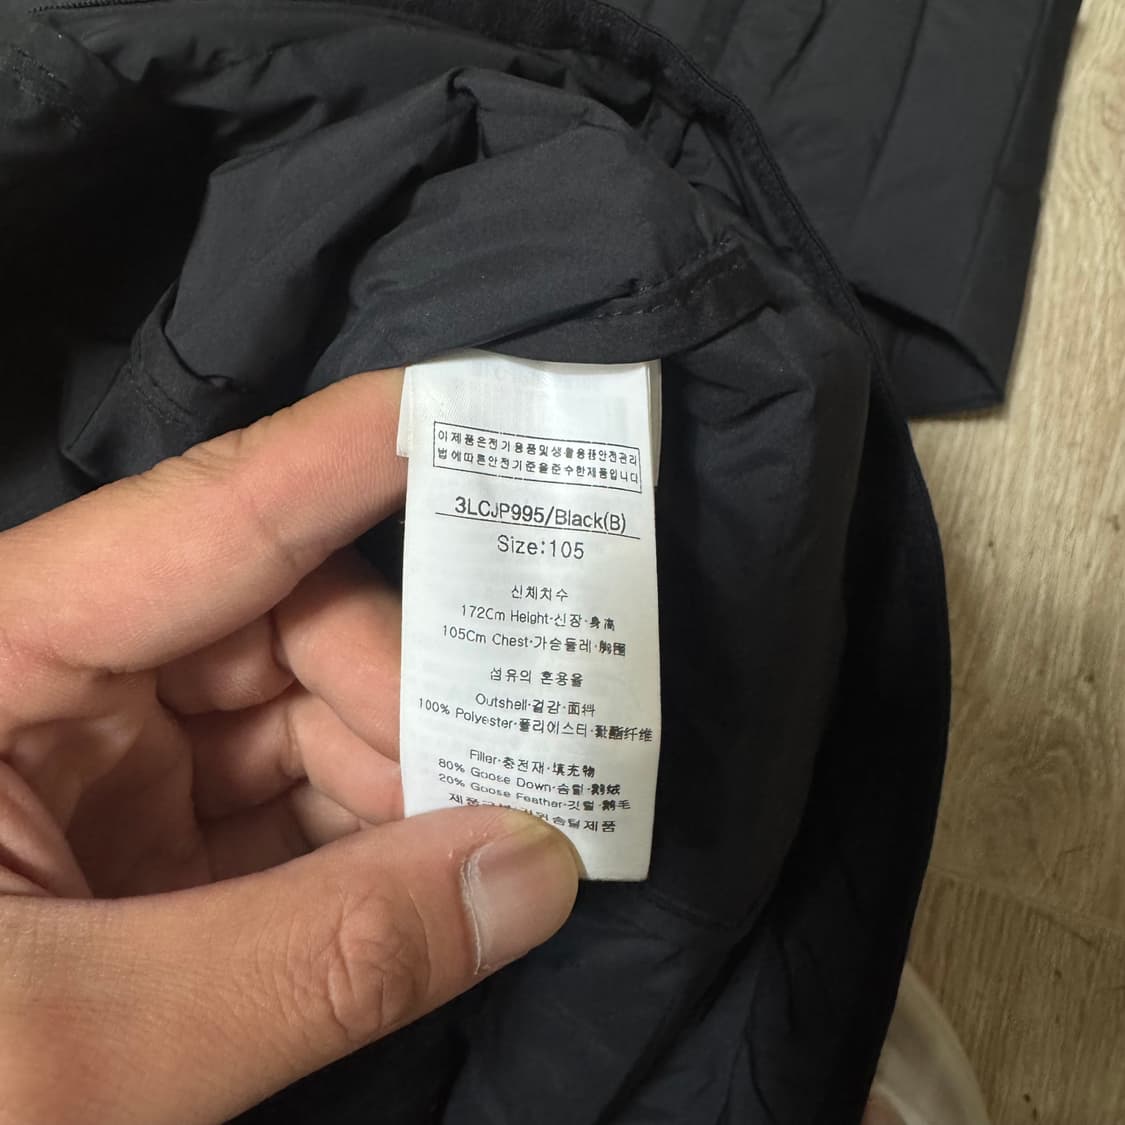 이제품은전기용품및생활용품안전관리
법에따른안전기준을준수한제품입니다
3LCJP995/Black(B)
Size:105
신체치수
172Cm Height·신장·身高
105Cm Chest·가슴둘레·胸围
섬유의 혼용율
Outshell·겉감·面料
100% Polyester·폴리에스터·聚酯纤维
Filler·충전재·填充物
80% Goose Down·솜털·鹅绒
20% Goose Feather·깃털·鹅毛